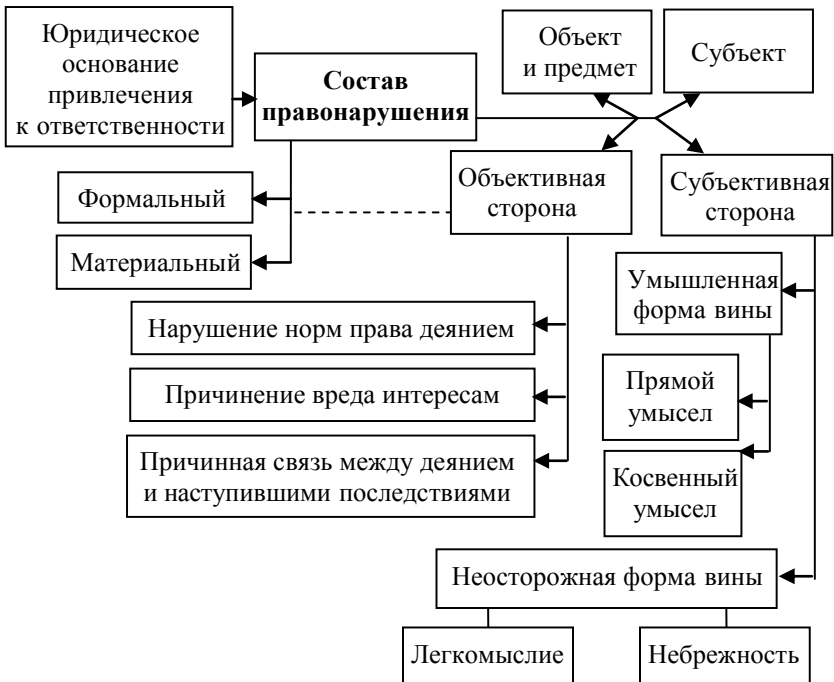 Юридическое
основание
привлечения
к ответственности
Состав
правонарушения
Объект
и предмет
Субъект
Формальный
Материальный
Объективная
сторона
Субъективная
сторона
Нарушение норм права деянием
Причинение вреда интересам
Причинная связь между деянием
и наступившими последствиями
Умышленная
форма вины
Прямой
умысел
Косвенный
умысел
Неосторожная форма вины
Легкомыслие
Небрежность